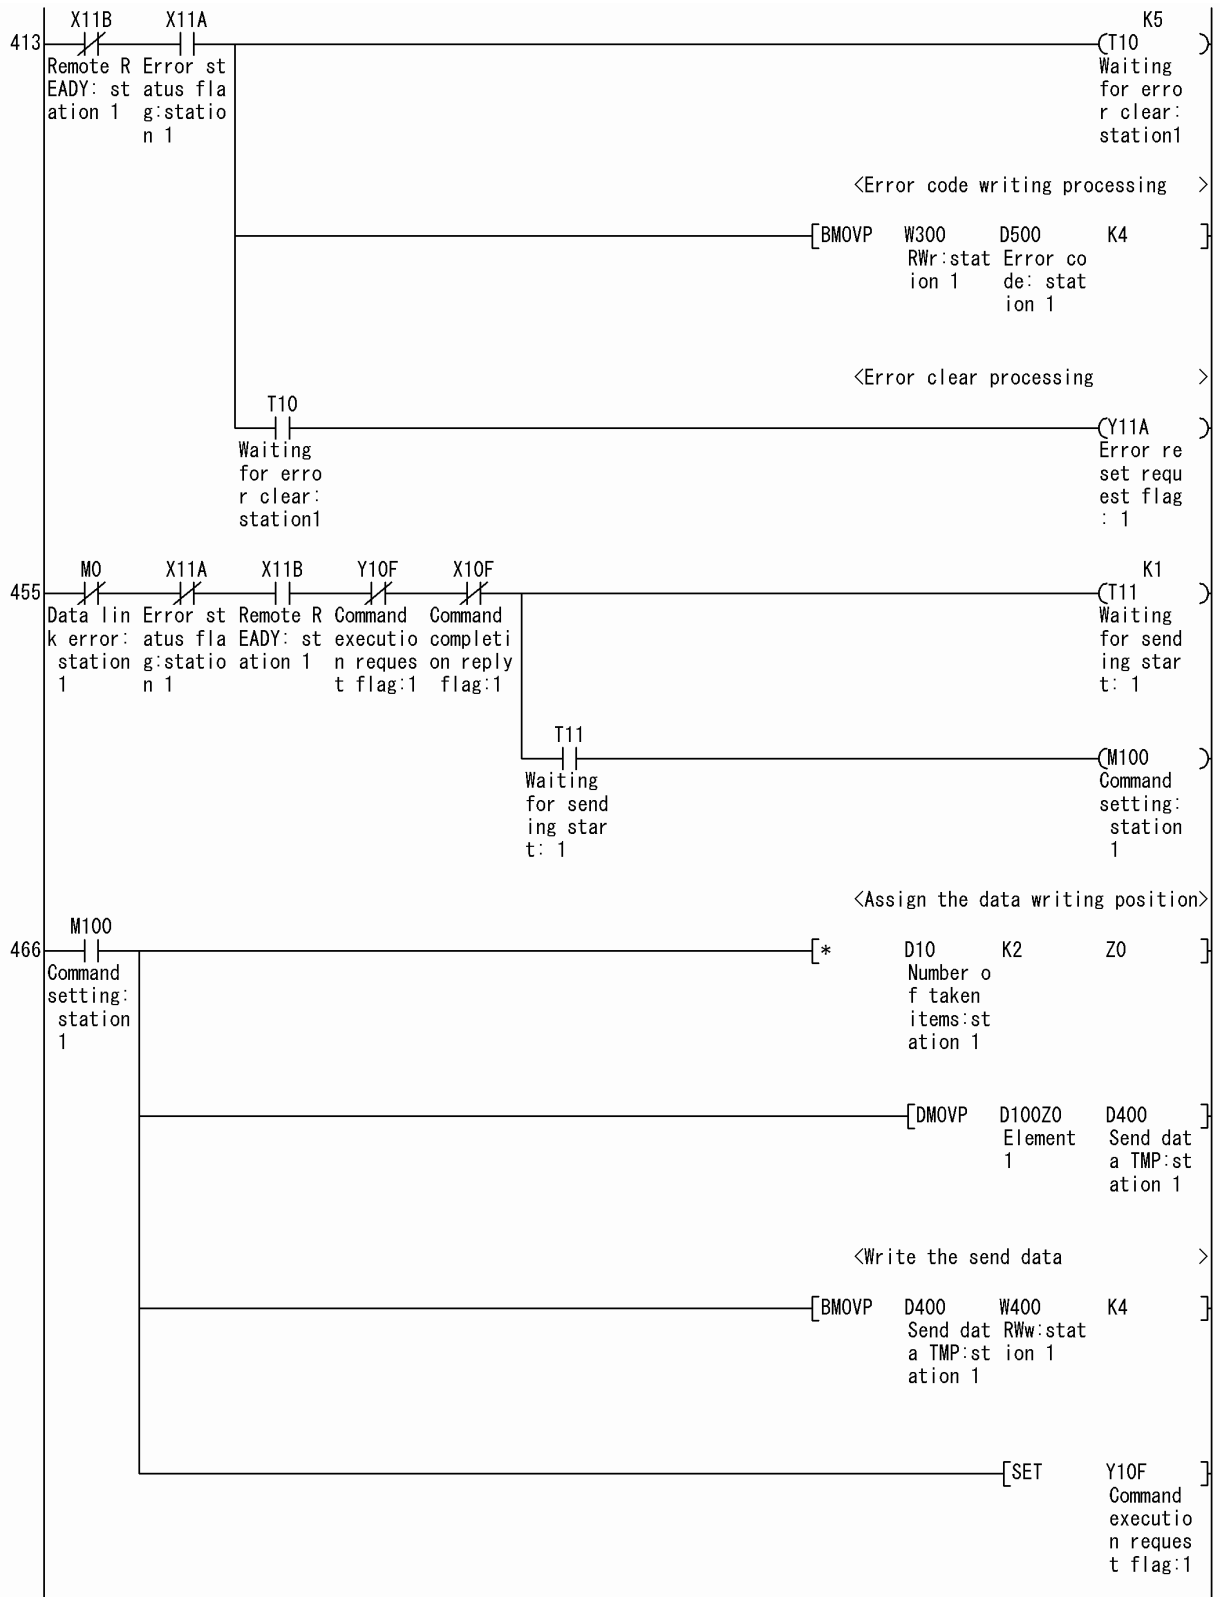 X11B X11A K5
413 (T10 )
Remote R Error st Waiting
EADY: st atus fla for erro
ation 1 g:statio r clear:
n 1 station1
<Error code writing processing >
[BMOVP W300 D500 K4 ]
RWr:stat Error co
ion 1 de: stat
ion 1
<Error clear processing >
T10
(Y11A )
Waiting Error re
for erro set requ
r clear: est flag
station1 : 1
M0 X11A X11B Y10F X10F K1
455 (T11 )
Data lin Error st Remote R Command Command Waiting
k error: atus fla EADY: st executio completi for send
station g:statio ation 1 n reques on reply ing star
1 n 1 t flag:1 flag:1 t: 1
T11
(M100 )
Waiting Command
for send setting:
ing star station
t: 1 1
<Assign the data writing position>
M100
466 [* D10 K2 Z0 ]
Command Number o
setting: f taken
station items:st
1 ation 1
[DMOVP D100Z0 D400 ]
Element Send dat
1 a TMP:st
ation 1
<Write the send data >
[BMOVP D400 W400 K4 ]
Send dat RWw:stat
a TMP:st ion 1
ation 1
[SET Y10F ]
Command
executio
n reques
t flag:1